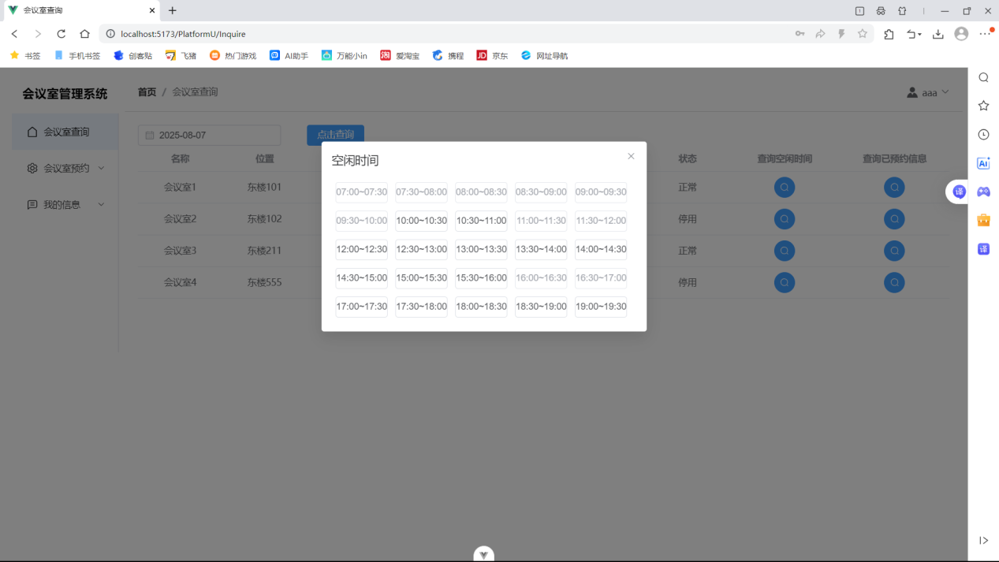 会议室查询
localhost:5173/PlatformU/Inquire
书签 手机书签 创客贴 飞猪 热门游戏 AI助手 万能小in 爱淘宝 携程 京东 网址导航
会议室管理系统
首页 / 会议室查询
aaa
会议室查询
会议室预约
我的信息
2025-08-07 点击查询
名称 位置 状态 查询空闲时间 查询已预约信息
会议室1 东楼101 正常
会议室2 东楼102 停用
会议室3 东楼211 正常
会议室4 东楼555 停用
空闲时间
07:00~07:30 07:30~08:00 08:00~08:30 08:30~09:00 09:00~09:30
09:30~10:00 10:00~10:30 10:30~11:00 11:00~11:30 11:30~12:00
12:00~12:30 12:30~13:00 13:00~13:30 13:30~14:00 14:00~14:30
14:30~15:00 15:00~15:30 15:30~16:00 16:00~16:30 16:30~17:00
17:00~17:30 17:30~18:00 18:00~18:30 18:30~19:00 19:00~19:30
译
Ai
译